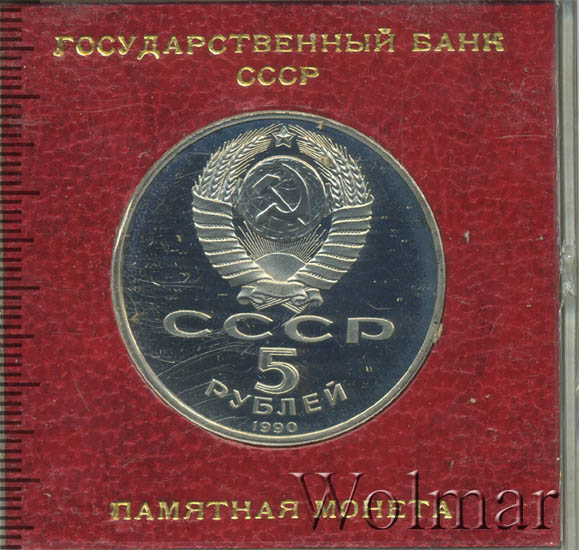 ГОСУДАРСТВЕННЫЙ БАНК
СССР
СССР
5
РУБЛЕЙ
1990
ПАМЯТНАЯ МОНЕТА
Wolmar